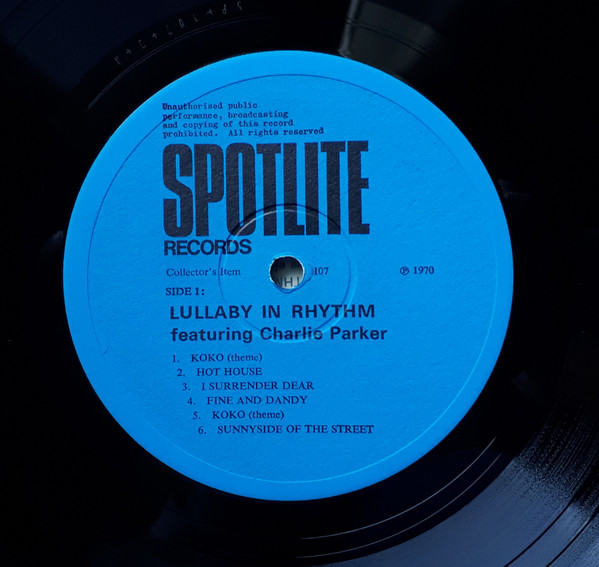 Unauthorised public
performance, broadcasting
and copying of this record
prohibited. All rights reserved
SPOTLITE
RECORDS
Collector's Item 107 ℗ 1970
SIDE 1:
LULLABY IN RHYTHM
featuring Charlie Parker
1. KOKO (theme)
2. HOT HOUSE
3. I SURRENDER DEAR
4. FINE AND DANDY
5. KOKO (theme)
6. SUNNYSIDE OF THE STREET